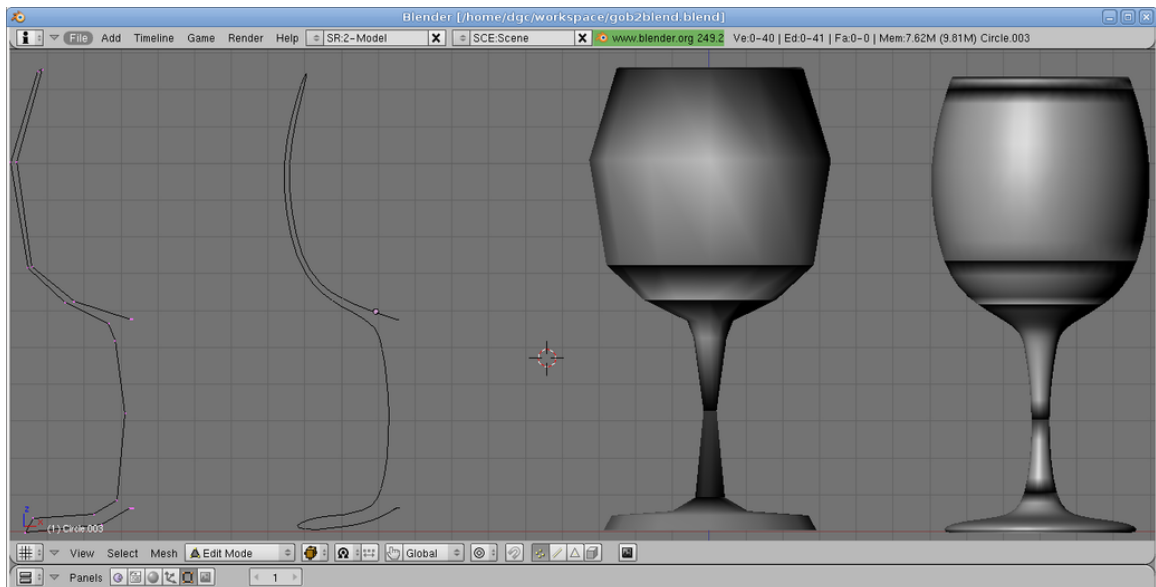 Blender [/home/dgc/workspace/gob2blend.blend]
File Add Timeline Game Render Help SR:2-Model X SCE:Scene X www.blender.org 249.2 Ve:0-40 | Ed:0-41 | Fa:0-0 | Mem:7.62M (9.81M) Circle.003
z
x
(1) Circle.003
View Select Mesh Edit Mode Global
Panels 1